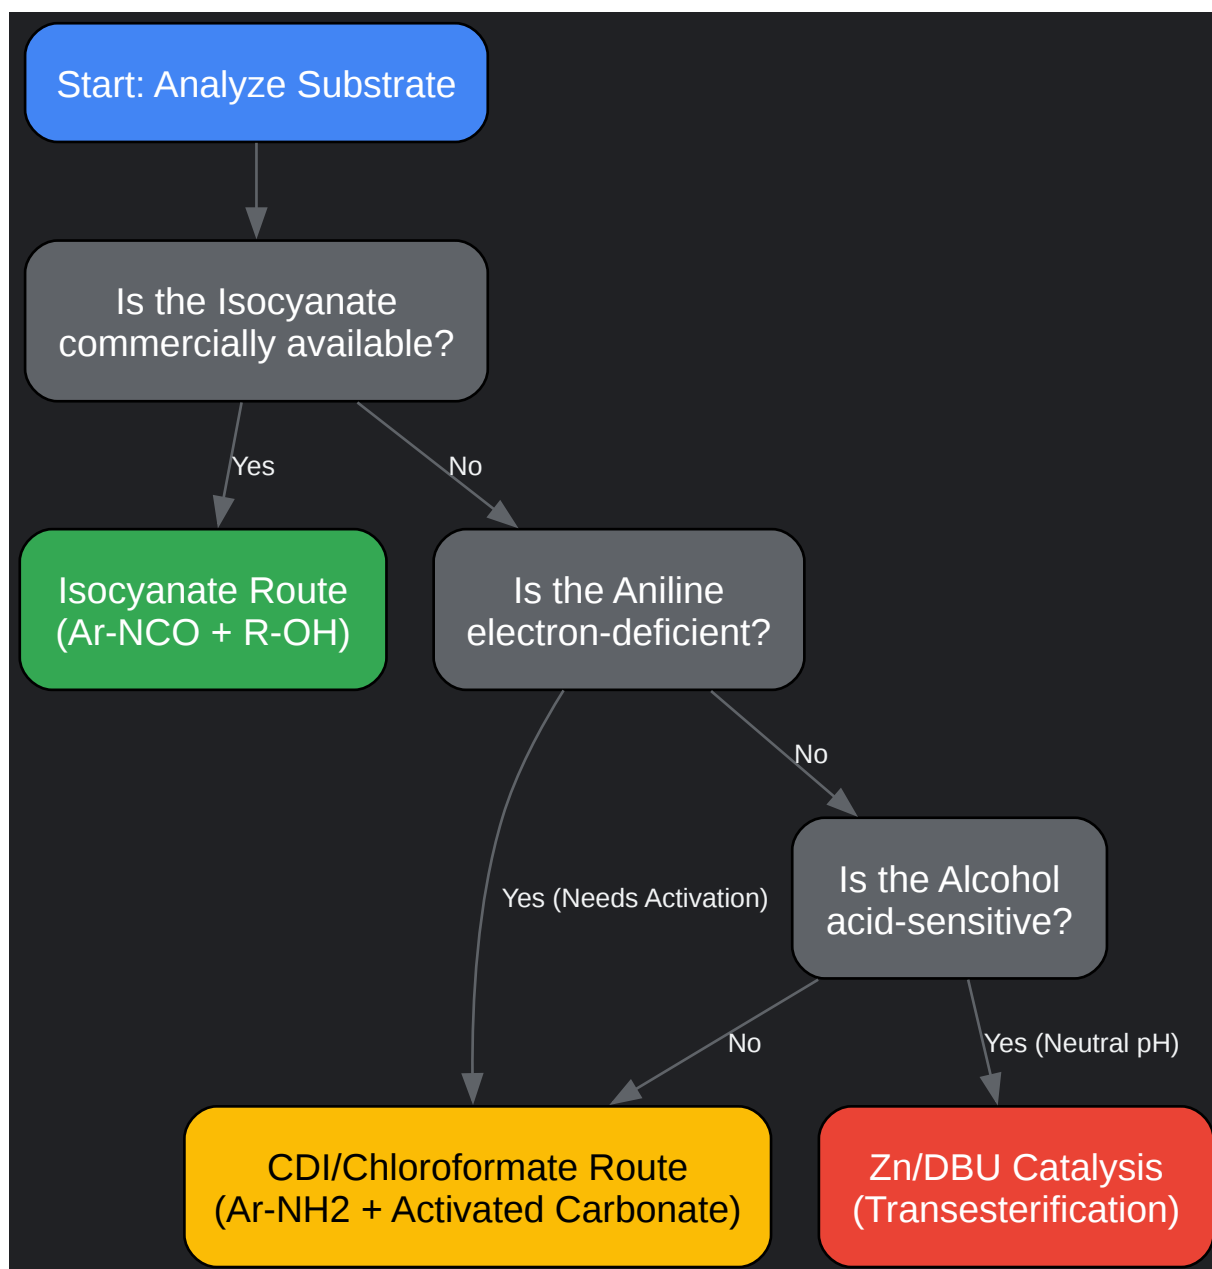 Start: Analyze Substrate
Is the Isocyanate
commercially available?
Yes
No
Isocyanate Route
(Ar-NCO + R-OH)
Is the Aniline
electron-deficient?
No
Yes (Needs Activation)
Is the Alcohol
acid-sensitive?
No
Yes (Neutral pH)
CDI/Chloroformate Route
(Ar-NH2 + Activated Carbonate)
Zn/DBU Catalysis
(Transesterification)